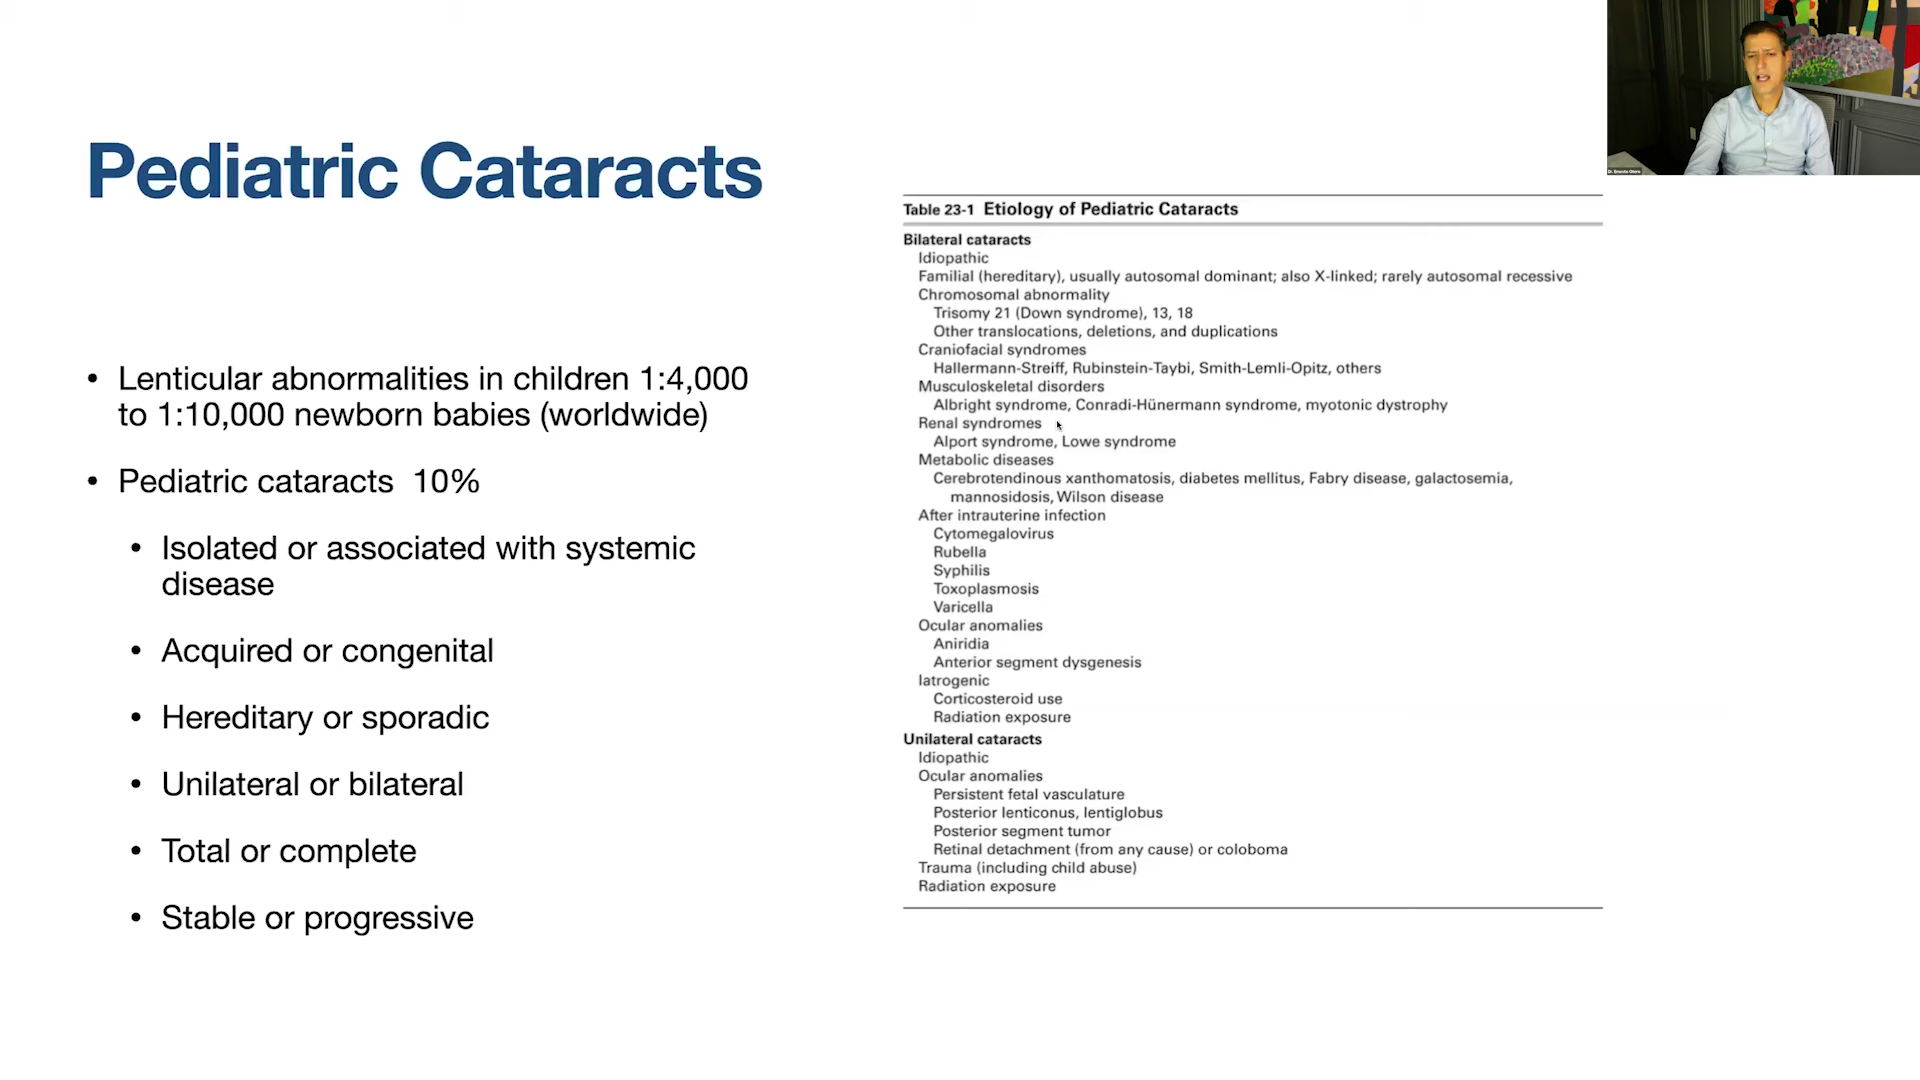 Pediatric Cataracts
• Lenticular abnormalities in children 1:4,000
to 1:10,000 newborn babies (worldwide)
• Pediatric cataracts 10%
• Isolated or associated with systemic
disease
• Acquired or congenital
• Hereditary or sporadic
• Unilateral or bilateral
• Total or complete
• Stable or progressive
Table 23-1 Etiology of Pediatric Cataracts
Bilateral cataracts
Idiopathic
Familial (hereditary), usually autosomal dominant; also X-linked; rarely autosomal recessive
Chromosomal abnormality
Trisomy 21 (Down syndrome), 13, 18
Other translocations, deletions, and duplications
Craniofacial syndromes
Hallermann-Streiff, Rubinstein-Taybi, Smith-Lemli-Opitz, others
Musculoskeletal disorders
Albright syndrome, Conradi-Hünermann syndrome, myotonic dystrophy
Renal syndromes
Alport syndrome, Lowe syndrome
Metabolic diseases
Cerebrotendinous xanthomatosis, diabetes mellitus, Fabry disease, galactosemia,
mannosidosis, Wilson disease
After intrauterine infection
Cytomegalovirus
Rubella
Syphilis
Toxoplasmosis
Varicella
Ocular anomalies
Aniridia
Anterior segment dysgenesis
Iatrogenic
Corticosteroid use
Radiation exposure
Unilateral cataracts
Idiopathic
Ocular anomalies
Persistent fetal vasculature
Posterior lenticonus, lentiglobus
Posterior segment tumor
Retinal detachment (from any cause) or coloboma
Trauma (including child abuse)
Radiation exposure
Dr. Ernesto Otero